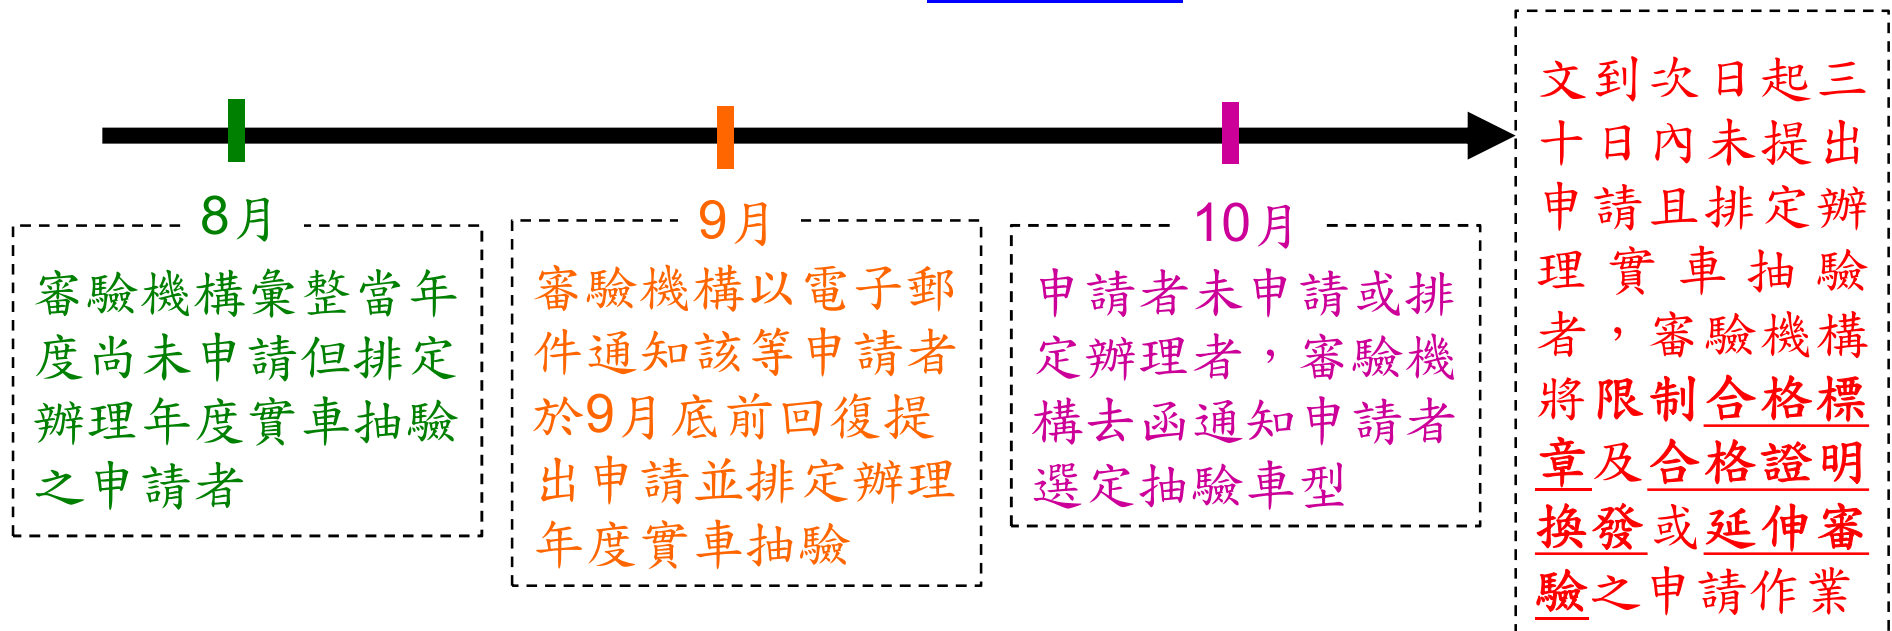 8月
審驗機構彙整當年
度尚未申請但排定
辦理年度實車抽驗
之申請者
9月
審驗機構以電子郵
件通知該等申請者
於9月底前回復提
出申請並排定辦理
年度實車抽驗
10月
申請者未申請或排
定辦理者，審驗機
構去函通知申請者
選定抽驗車型
文到次日起三
十日內未提出
申請且排定辦
理實車抽驗
者，審驗機構
將限制合格標
章及合格證明
換發或延伸審
驗之申請作業